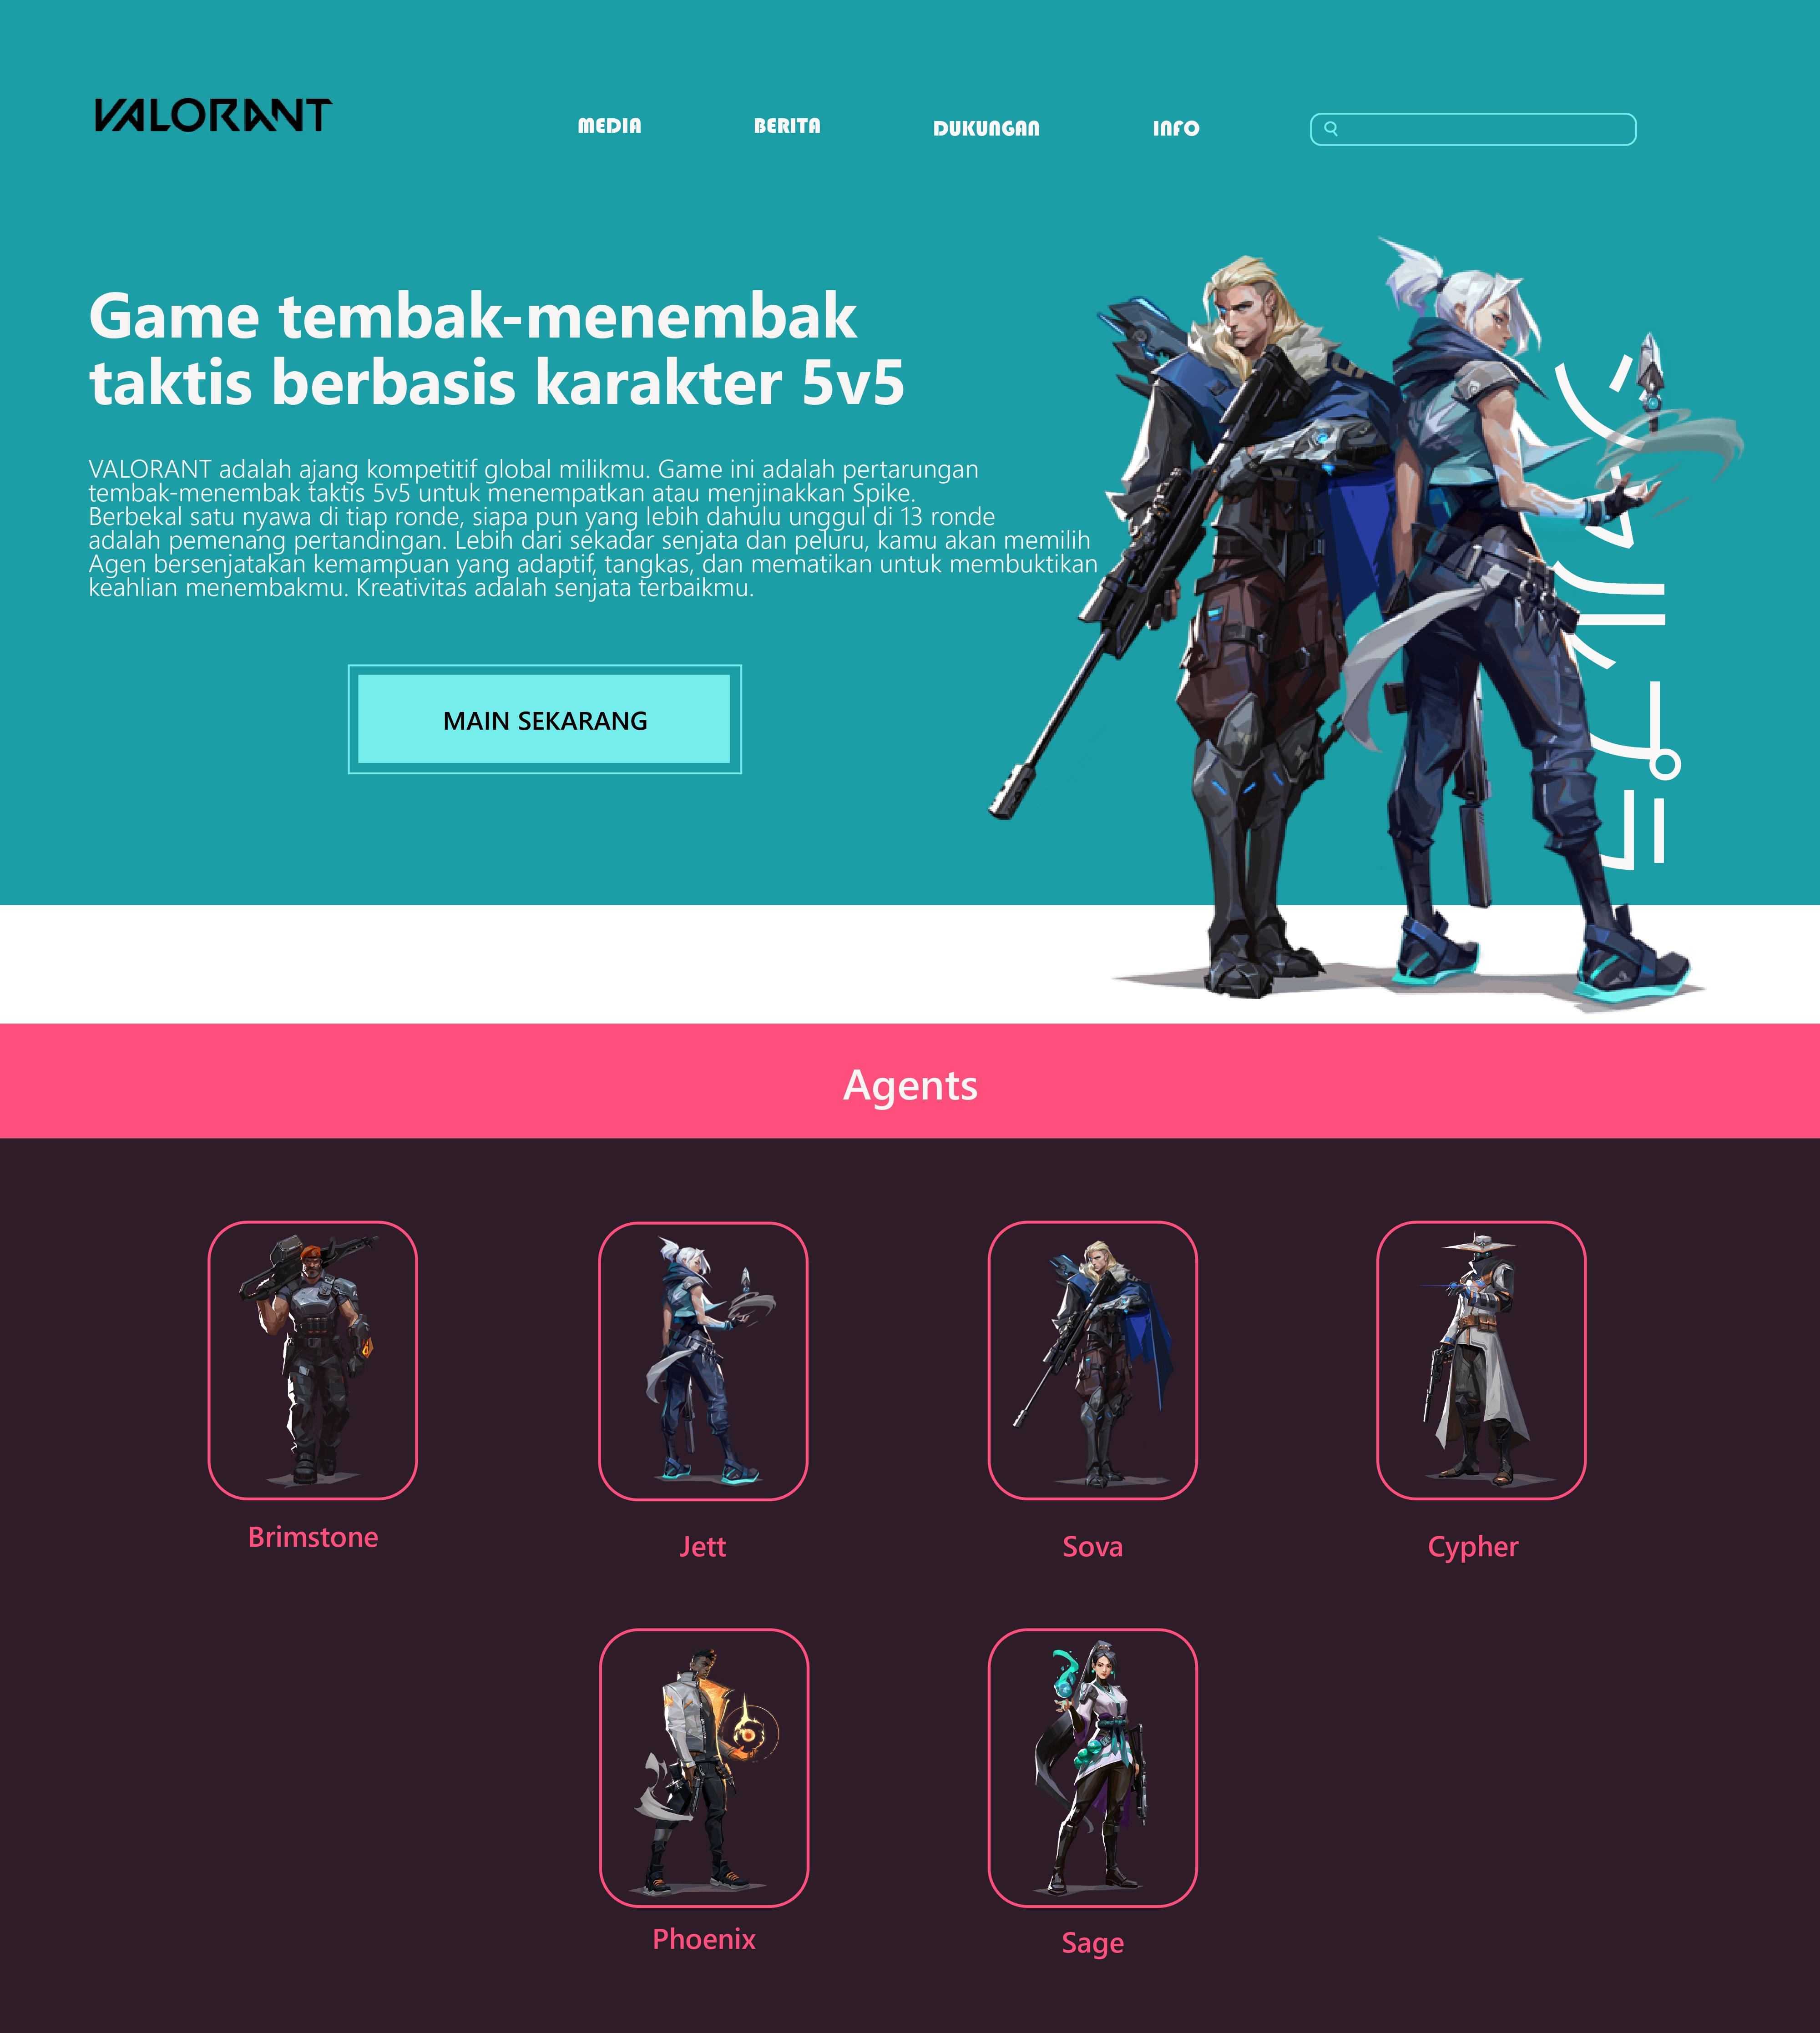 VALORANT
MEDIA
BERITA
DUKUNGAN
INFO
Game tembak-menembak
taktis berbasis karakter 5v5
VALORANT adalah ajang kompetitif global milikmu. Game ini adalah pertarungan
tembak-menembak taktis 5v5 untuk menempatkan atau menjinakkan Spike.
Berbekal satu nyawa di tiap ronde, siapa pun yang lebih dahulu unggul di 13 ronde
adalah pemenang pertandingan. Lebih dari sekadar senjata dan peluru, kamu akan memilih
Agen bersenjatakan kemampuan yang adaptif, tangkas, dan mematikan untuk membuktikan
keahlian menembakmu. Kreativitas adalah senjata terbaikmu.
MAIN SEKARANG
Agents
Brimstone
Jett
Sova
Cypher
Phoenix
Sage